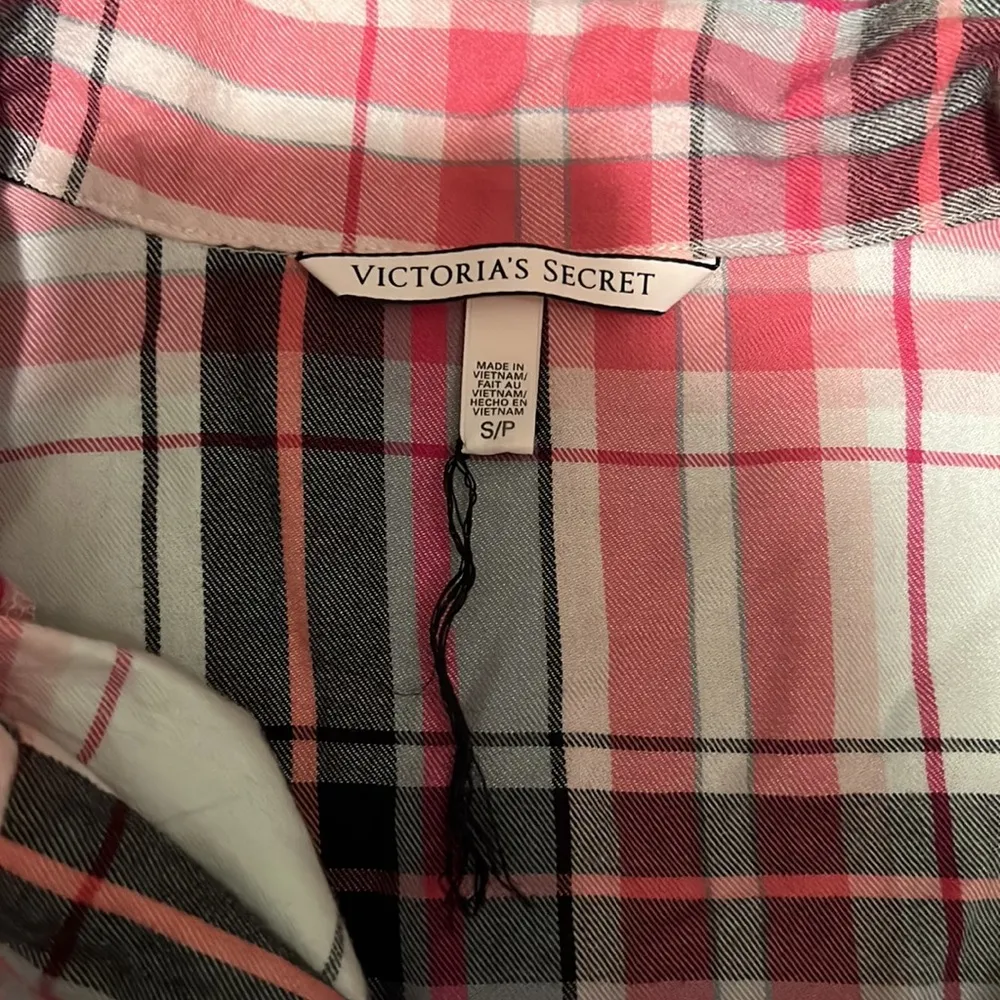 VICTORIA'S SECRET
MADE IN
VIETNAM/
FAIT AU
VIETNAM/
HECHO EN
VIETNAM
S/P